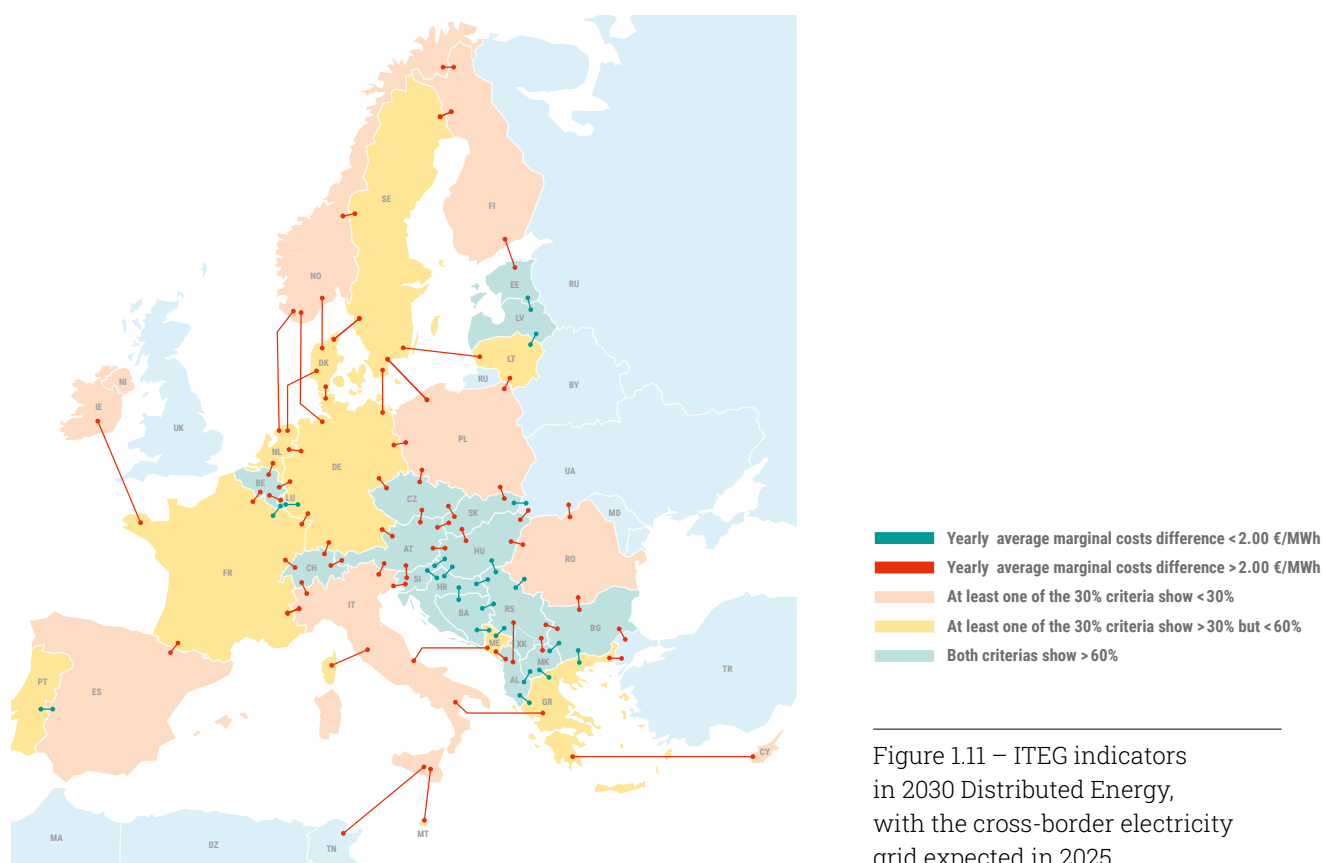 SE
FI
NO
EE
RU
LV
DK
LT
RU
BY
NI
IE
UK
PL
NL
DE
BE
LU
UA
CZ
SK
MD
AT
HU
FR
CH
RO
SI
HR
IT
BA
RS
BG
ME
XK
MK
PT
ES
AL
GR
TR
CY
MT
MA
DZ
TN
Yearly average marginal costs difference <2.00 €/MWh
Yearly average marginal costs difference >2.00 €/MWh
At least one of the 30% criteria show <30%
At least one of the 30% criteria show >30% but <60%
Both criterias show >60%
Figure 1.11 – ITEG indicators
in 2030 Distributed Energy,
with the cross-border electricity
grid expected in 2025